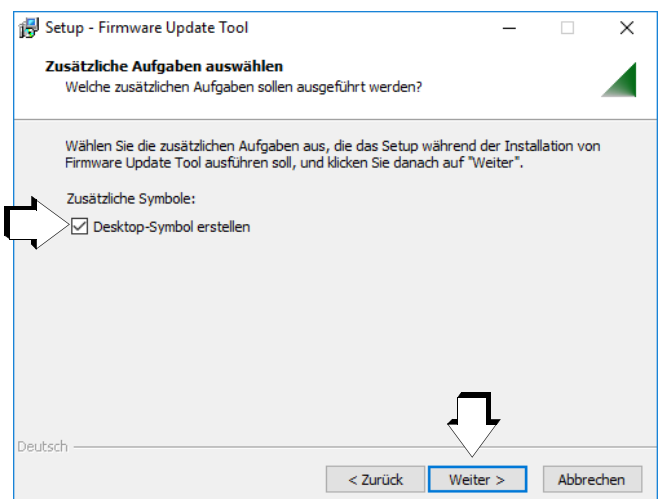 Setup - Firmware Update Tool
Zusätzliche Aufgaben auswählen
Welche zusätzlichen Aufgaben sollen ausgeführt werden?
Wählen Sie die zusätzlichen Aufgaben aus, die das Setup während der Installation von
Firmware Update Tool ausführen soll, und klicken Sie danach auf "Weiter".
Zusätzliche Symbole:
Desktop-Symbol erstellen
Deutsch
< Zurück Weiter > Abbrechen